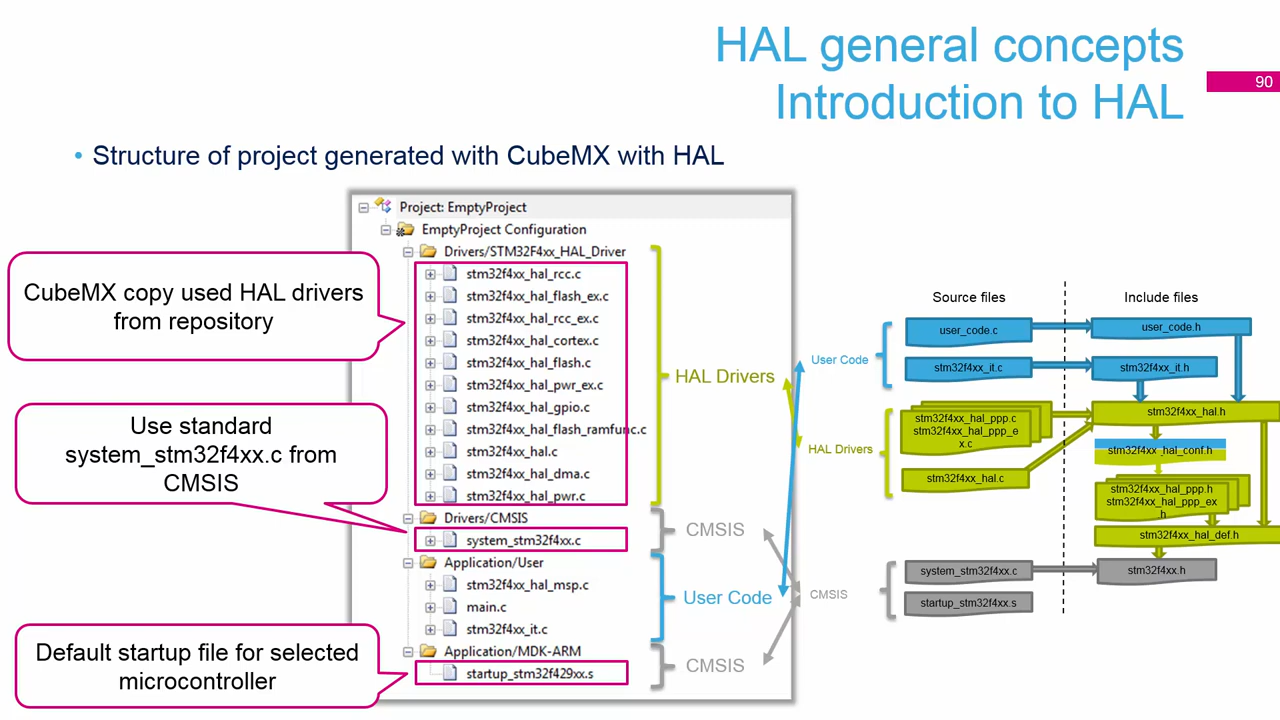 HAL general concepts
Introduction to HAL
90
• Structure of project generated with CubeMX with HAL
Project: EmptyProject
EmptyProject Configuration
Drivers/STM32F4xx_HAL_Driver
stm32f4xx_hal_rcc.c
stm32f4xx_hal_flash_ex.c
stm32f4xx_hal_rcc_ex.c
stm32f4xx_hal_cortex.c
stm32f4xx_hal_flash.c
stm32f4xx_hal_pwr_ex.c
stm32f4xx_hal_gpio.c
stm32f4xx_hal_flash_ramfunc.c
stm32f4xx_hal.c
stm32f4xx_hal_dma.c
stm32f4xx_hal_pwr.c
Drivers/CMSIS
system_stm32f4xx.c
Application/User
stm32f4xx_hal_msp.c
main.c
stm32f4xx_it.c
Application/MDK-ARM
startup_stm32f429xx.s
CubeMX copy used HAL drivers
from repository
Use standard
system_stm32f4xx.c from
CMSIS
Default startup file for selected
microcontroller
HAL Drivers
CMSIS
User Code
CMSIS
Source files
Include files
User Code
user_code.c
user_code.h
stm32f4xx_it.c
stm32f4xx_it.h
HAL Drivers
stm32f4xx_hal_ppp.c
stm32f4xx_hal_ppp_e
x.c
stm32f4xx_hal.c
stm32f4xx_hal.h
stm32f4xx _hal_conf.h
stm32f4xx_hal_ppp.h
stm32f4xx_hal_ppp_ex
.h
stm32f4xx_hal_def.h
CMSIS
system_stm32f4xx.c
stm32f4xx.h
startup_stm32f4xx.s